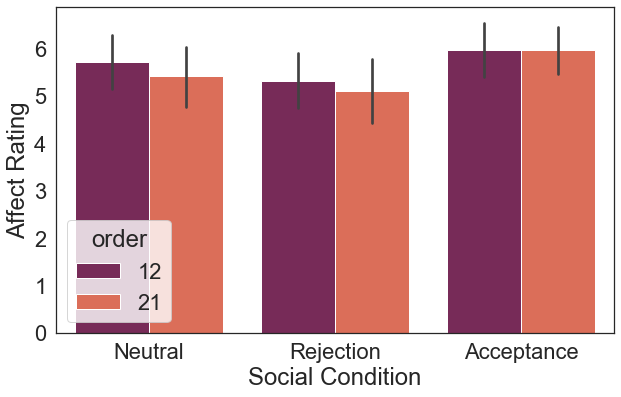 Affect Rating
6
5
4
3
2
1
0
order
12
21
Neutral
Rejection
Acceptance
Social Condition